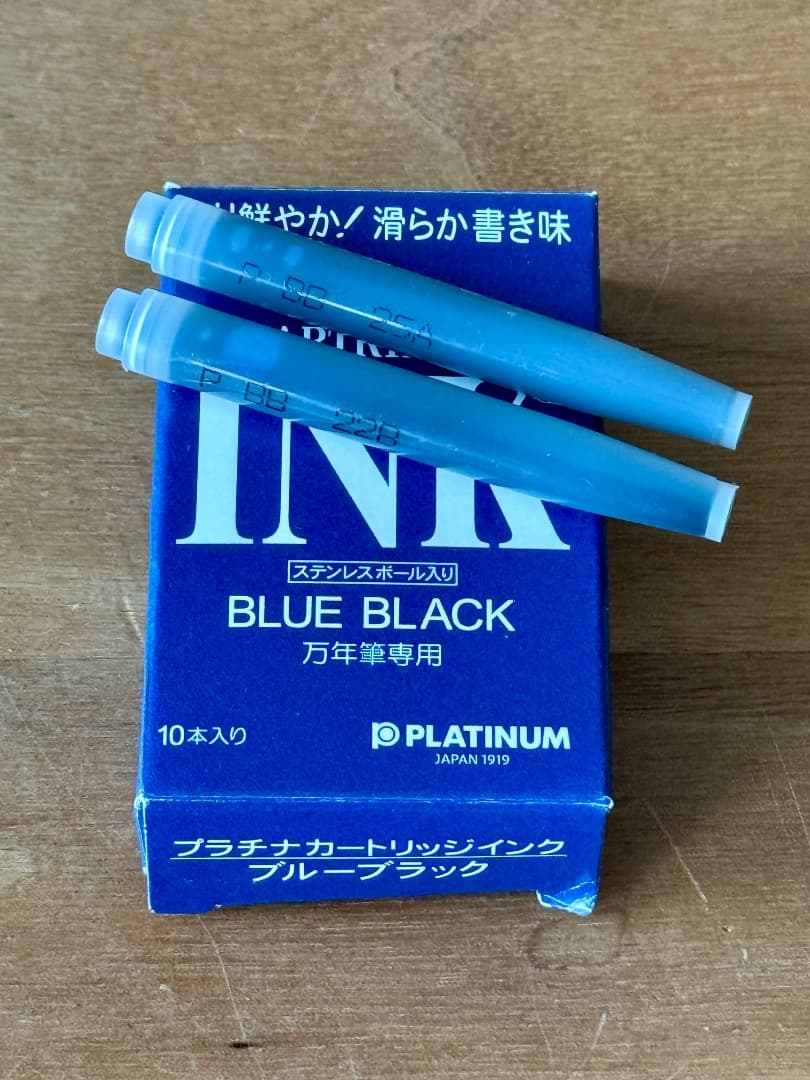 鮮やか！滑らか書き味
P BB 25A
P BB 22B
INK
ステンレスボール入り
BLUE BLACK
万年筆専用
10本入り
PLATINUM
JAPAN 1919
プラチナカートリッジインク
ブルーブラック